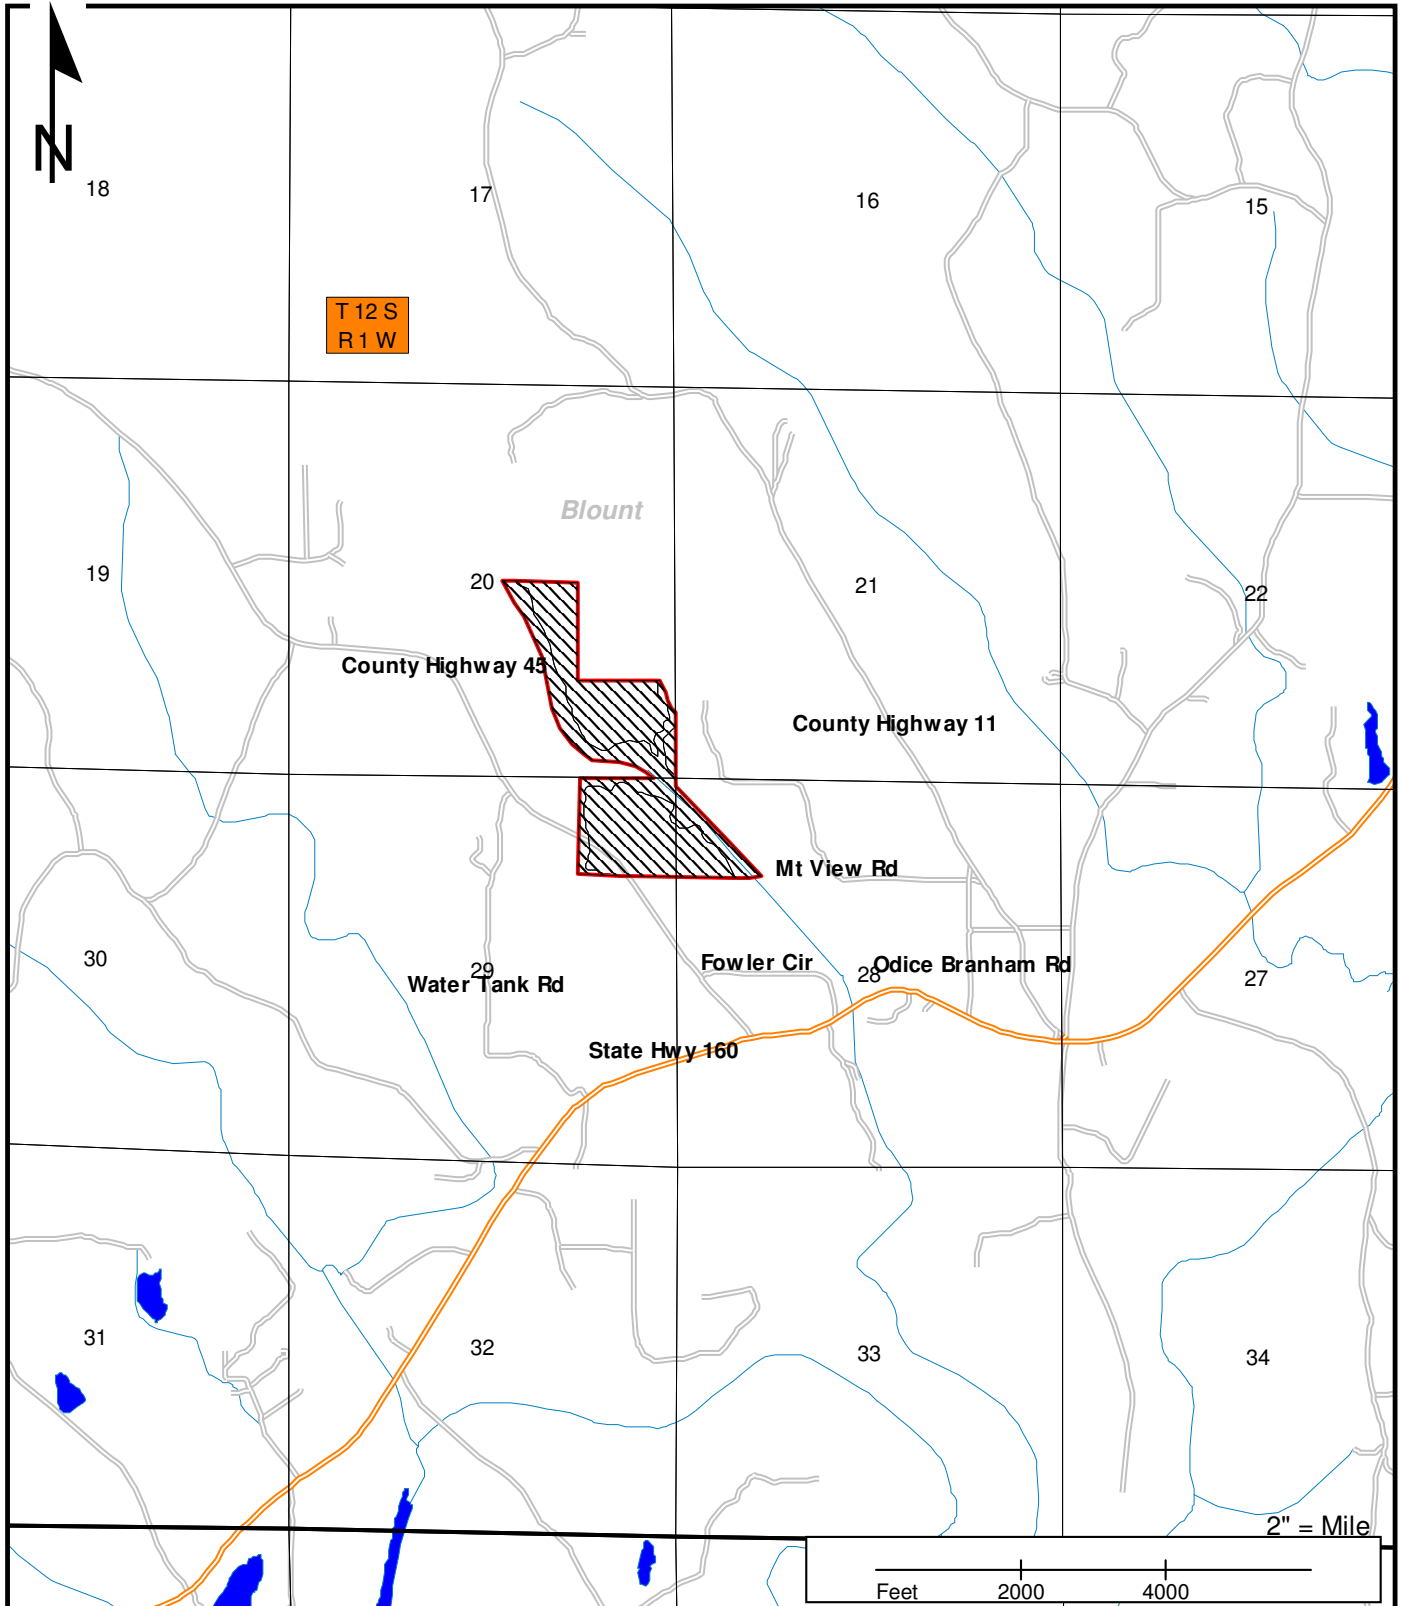 N
18
17
16
15
T 12 S
R 1 W
Blount
19
20
21
22
County Highway 45
County Highway 11
Mt View Rd
30
29
Water Tank Rd
Fowler Cir
28
Odice Branham Rd
27
State Hwy 160
31
32
33
34
2" = Mile
Feet 2000 4000